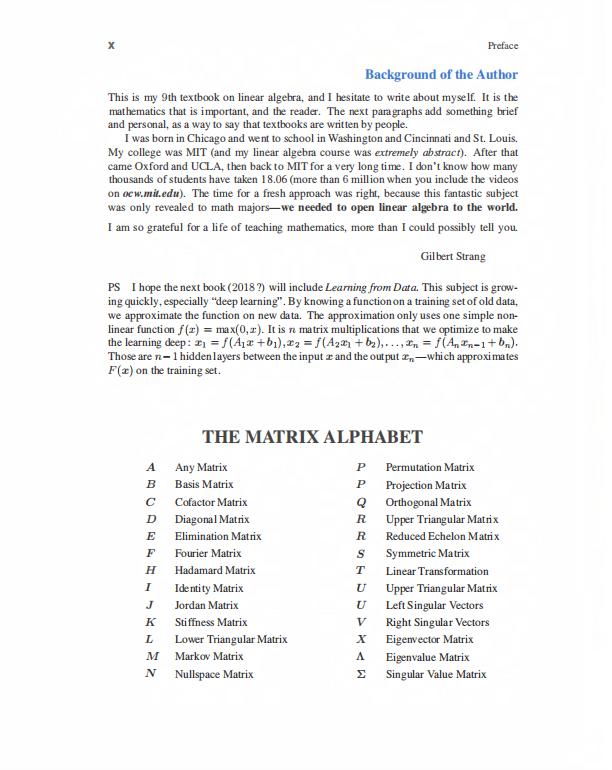 x Preface
Background of the Author
This is my 9th textbook on linear algebra, and I hesitate to write about myself. It is the
mathematics that is important, and the reader. The next paragraphs add something brief
and personal, as a way to say that textbooks are written by people.
I was born in Chicago and went to school in Washington and Cincinnati and St. Louis.
My college was MIT (and my linear algebra course was extremely abstract). After that
came Oxford and UCLA, then back to MIT for a very long time. I don't know how many
thousands of students have taken 18.06 (more than 6 million when you include the videos
on ocw.mit.edu). The time for a fresh approach was right, because this fantastic subject
was only revealed to math majors—we needed to open linear algebra to the world.
I am so grateful for a life of teaching mathematics, more than I could possibly tell you.
Gilbert Strang
PS I hope the next book (2018 ?) will include Learning from Data. This subject is grow-
ing quickly, especially “deep learning”. By knowing a function on a training set of old data,
we approximate the function on new data. The approximation only uses one simple non-
linear function f(x) = max(0, x). It is n matrix multiplications that we optimize to make
the learning deep : x₁ = f(A₁x + b₁), x₂ = f(A₂x₁ + b₂), . . . , xₙ = f(Aₙxₙ₋₁ + bₙ).
Those are n − 1 hidden layers between the input x and the output xₙ—which approximates
F(x) on the training set.
THE MATRIX ALPHABET
A Any Matrix
B Basis Matrix
C Cofactor Matrix
D Diagonal Matrix
E Elimination Matrix
F Fourier Matrix
H Hadamard Matrix
I Identity Matrix
J Jordan Matrix
K Stiffness Matrix
L Lower Triangular Matrix
M Markov Matrix
N Nullspace Matrix
P Permutation Matrix
P Projection Matrix
Q Orthogonal Matrix
R Upper Triangular Matrix
R Reduced Echelon Matrix
S Symmetric Matrix
T Linear Transformation
U Upper Triangular Matrix
U Left Singular Vectors
V Right Singular Vectors
X Eigenvector Matrix
Λ Eigenvalue Matrix
Σ Singular Value Matrix